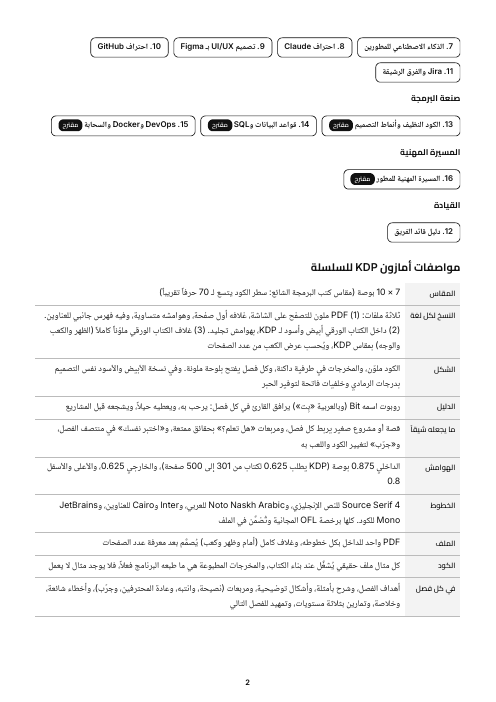 7. الذكاء الاصطناعي للمطورين
8. احتراف Claude
9. تصميم UI/UX بـ Figma
10. احتراف GitHub
11. Jira والفرق الرشيقة
صنعة البرمجة
13. الكود النظيف وأنماط التصميم مقترح
14. قواعد البيانات وSQL مقترح
15. DevOps وDocker والسحابة مقترح
المسيرة المهنية
16. المسيرة المهنية للمطور مقترح
القيادة
12. دليل قائد الفريق
مواصفات أمازون KDP للسلسلة
المقاس
7 × 10 بوصة (مقاس كتب البرمجة الشائع: سطر الكود يتسع لـ 70 حرفاً تقريباً)
النسخ لكل لغة
ثلاثة ملفات: (1) PDF ملون للتصفح على الشاشة، غلافه أول صفحة، وهوامشه متساوية، وفيه فهرس جانبي للعناوين.
(2) داخل الكتاب الورقي أبيض وأسود لـ KDP، بهوامش تجليد. (3) غلاف الكتاب الورقي ملوّناً كاملاً (الظهر والكعب
والوجه) بمقاس KDP، ويُحسب عرض الكعب من عدد الصفحات
الشكل
الكود ملوّن، والمخرجات في طرفية داكنة، وكل فصل يفتح بلوحة ملونة. وفي نسخة الأبيض والأسود نفس التصميم
بدرجات الرمادي وخلفيات فاتحة لتوفير الحبر
الدليل
روبوت اسمه Bit (وبالعربية «بِت») يرافق القارئ في كل فصل: يرحب به، ويعطيه حيلاً، ويشجعه قبل المشاريع
ما يجعله شيقاً
قصة أو مشروع صغير يربط كل فصل، ومربعات «هل تعلم؟» بحقائق ممتعة، و«اختبر نفسك» في منتصف الفصل،
و«جرّب» لتغيير الكود واللعب به
الهوامش
الداخلي 0.875 بوصة (KDP يطلب 0.625 لكتاب من 301 إلى 500 صفحة)، والخارجي 0.625، والأعلى والأسفل
0.8
الخطوط
Source Serif 4 للنص الإنجليزي، وNoto Naskh Arabic للعربي، وInter وCairo للعناوين، وJetBrains
Mono للكود. كلها برخصة OFL المجانية وتُضمَّن في الملف
الملف
PDF واحد للداخل بكل خطوطه، وغلاف كامل (أمام وظهر وكعب) يُصمَّم بعد معرفة عدد الصفحات
الكود
كل مثال ملف حقيقي يُشغَّل عند بناء الكتاب، والمخرجات المطبوعة هي ما طبعه البرنامج فعلاً، فلا يوجد مثال لا يعمل
في كل فصل
أهداف الفصل، وشرح بأمثلة، وأشكال توضيحية، ومربعات (نصيحة، وانتبه، وعادة المحترفين، وجرّب)، وأخطاء شائعة،
وخلاصة، وتمارين بثلاثة مستويات، وتمهيد للفصل التالي
2